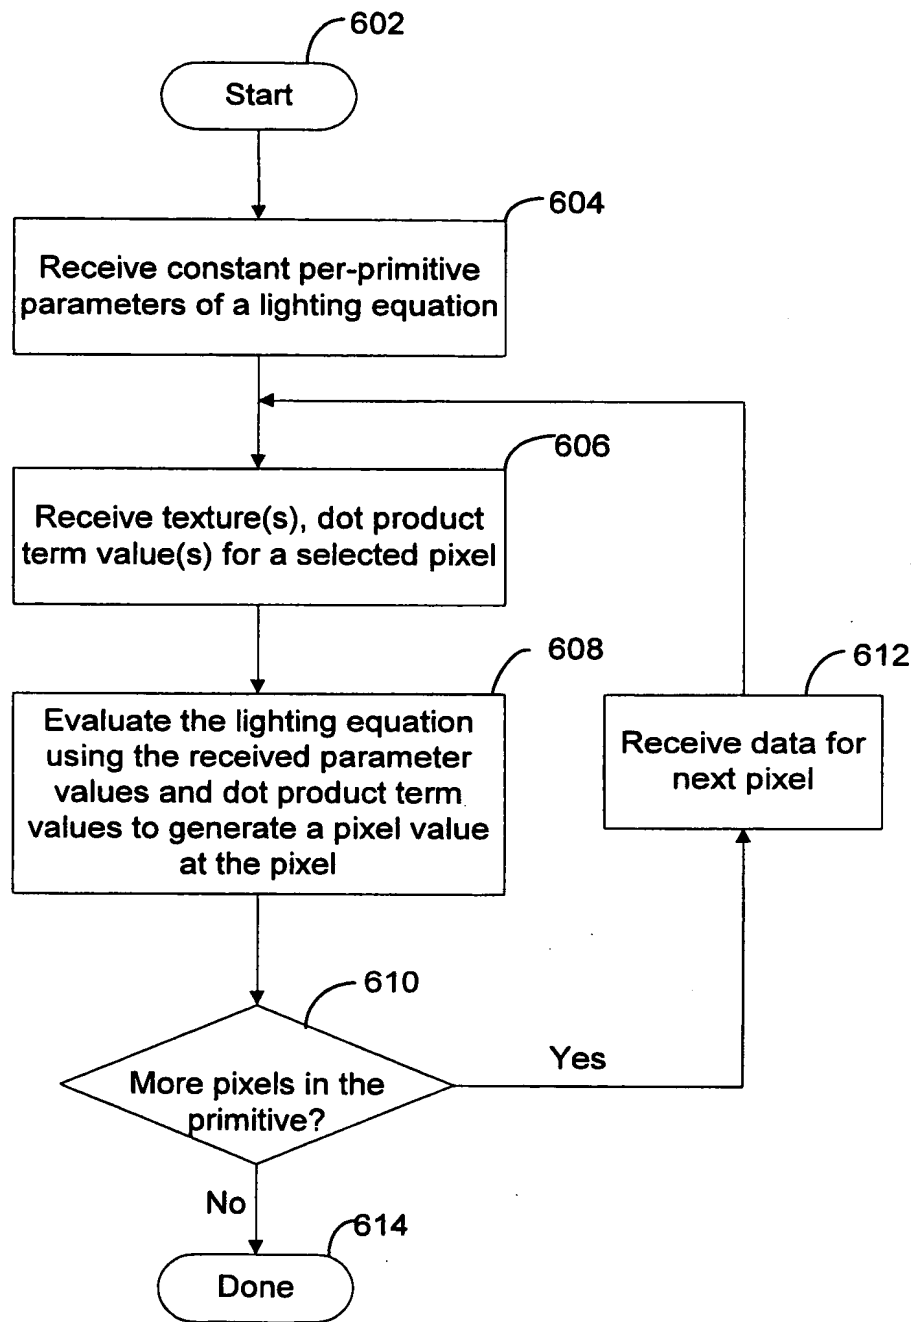 602
Start
604
Receive constant per-primitive
parameters of a lighting equation
606
Receive texture(s), dot product
term value(s) for a selected pixel
608
Evaluate the lighting equation
using the received parameter
values and dot product term
values to generate a pixel value
at the pixel
612
Receive data for
next pixel
610
More pixels in the
primitive?
Yes
No
614
Done